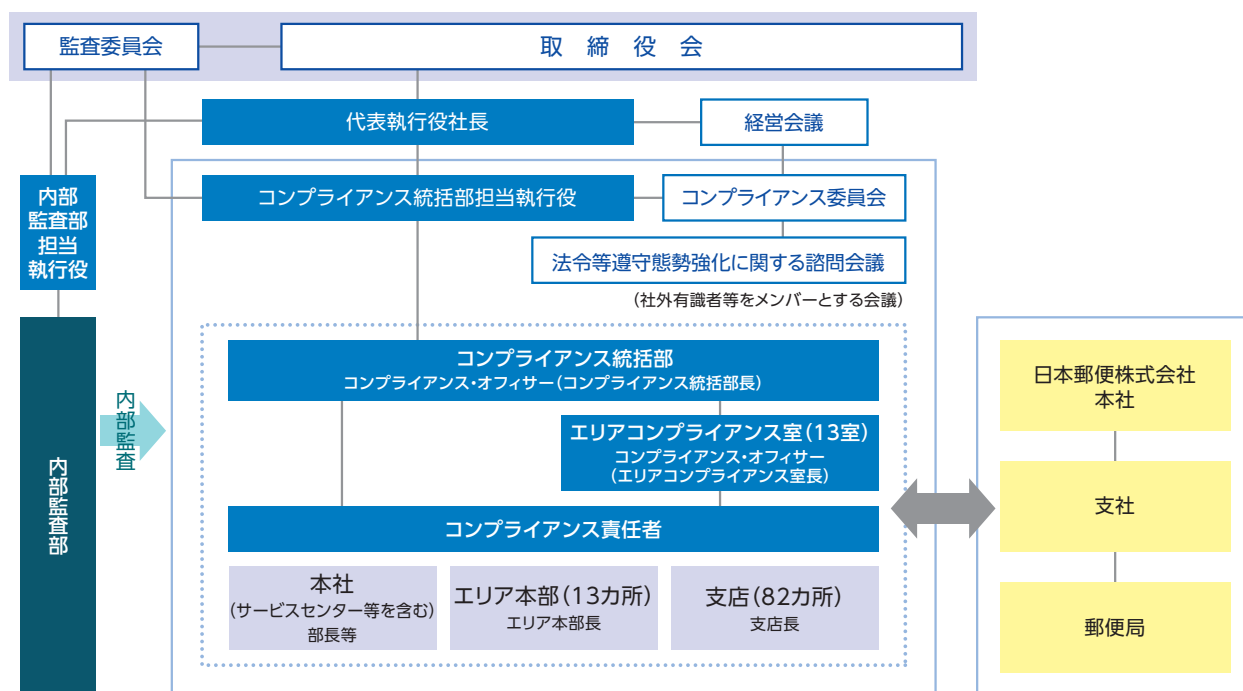 監査委員会
取締役会
代表執行役社長
経営会議
内部
監査部
担当
執行役
コンプライアンス統括部担当執行役
コンプライアンス委員会
法令等遵守態勢強化に関する諮問会議
(社外有識者等をメンバーとする会議)
内部監査部
内部監査
コンプライアンス統括部
コンプライアンス・オフィサー(コンプライアンス統括部長)
エリアコンプライアンス室(13室)
コンプライアンス・オフィサー
(エリアコンプライアンス室長)
コンプライアンス責任者
本社
(サービスセンター等を含む)
部長等
エリア本部(13カ所)
エリア本部長
支店(82カ所)
支店長
日本郵便株式会社
本社
支社
郵便局